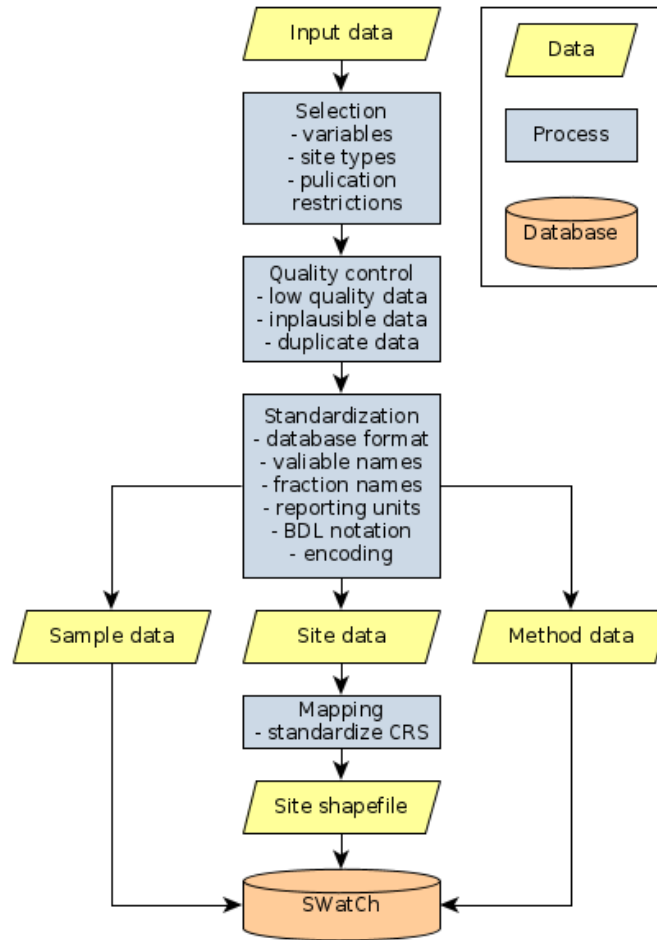 Input data
Selection
- variables
- site types
- pulication
restrictions
Quality control
- low quality data
- inplausible data
- duplicate data
Standardization
- database format
- valiable names
- fraction names
- reporting units
- BDL notation
- encoding
Sample data
Site data
Method data
Mapping
- standardize CRS
Site shapefile
SWatCh
Data
Process
Database